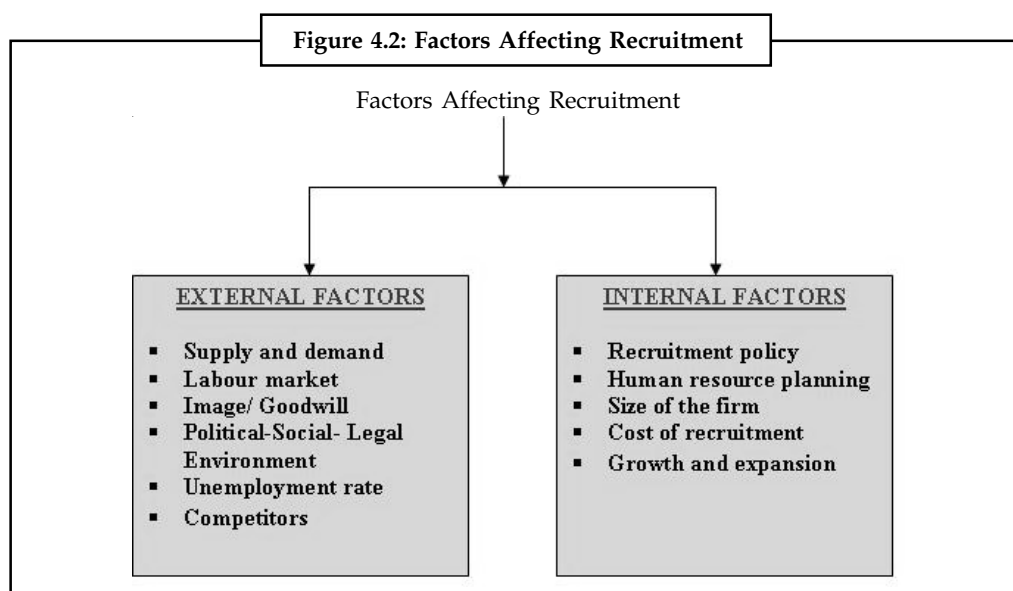 Figure 4.2: Factors Affecting Recruitment
Factors Affecting Recruitment
EXTERNAL FACTORS
▪ Supply and demand
▪ Labour market
▪ Image/ Goodwill
▪ Political-Social- Legal
Environment
▪ Unemployment rate
▪ Competitors
INTERNAL FACTORS
▪ Recruitment policy
▪ Human resource planning
▪ Size of the firm
▪ Cost of recruitment
▪ Growth and expansion